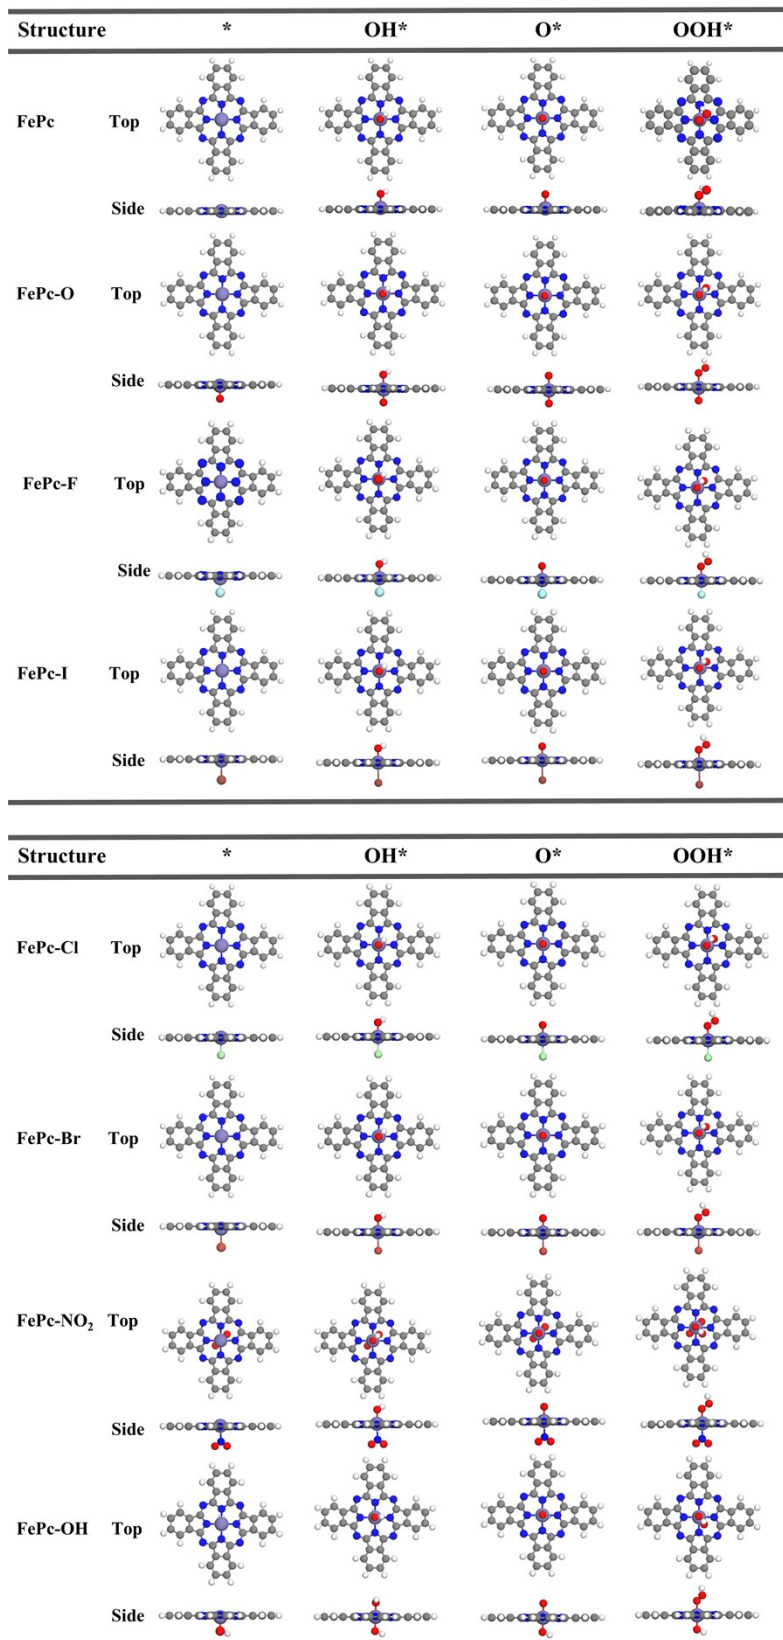 Structure * OH* O* OOH*
FePc Top
Side
FePc-O Top
Side
FePc-F Top
Side
FePc-I Top
Side
Structure * OH* O* OOH*
FePc-Cl Top
Side
FePc-Br Top
Side
FePc-NO₂ Top
Side
FePc-OH Top
Side